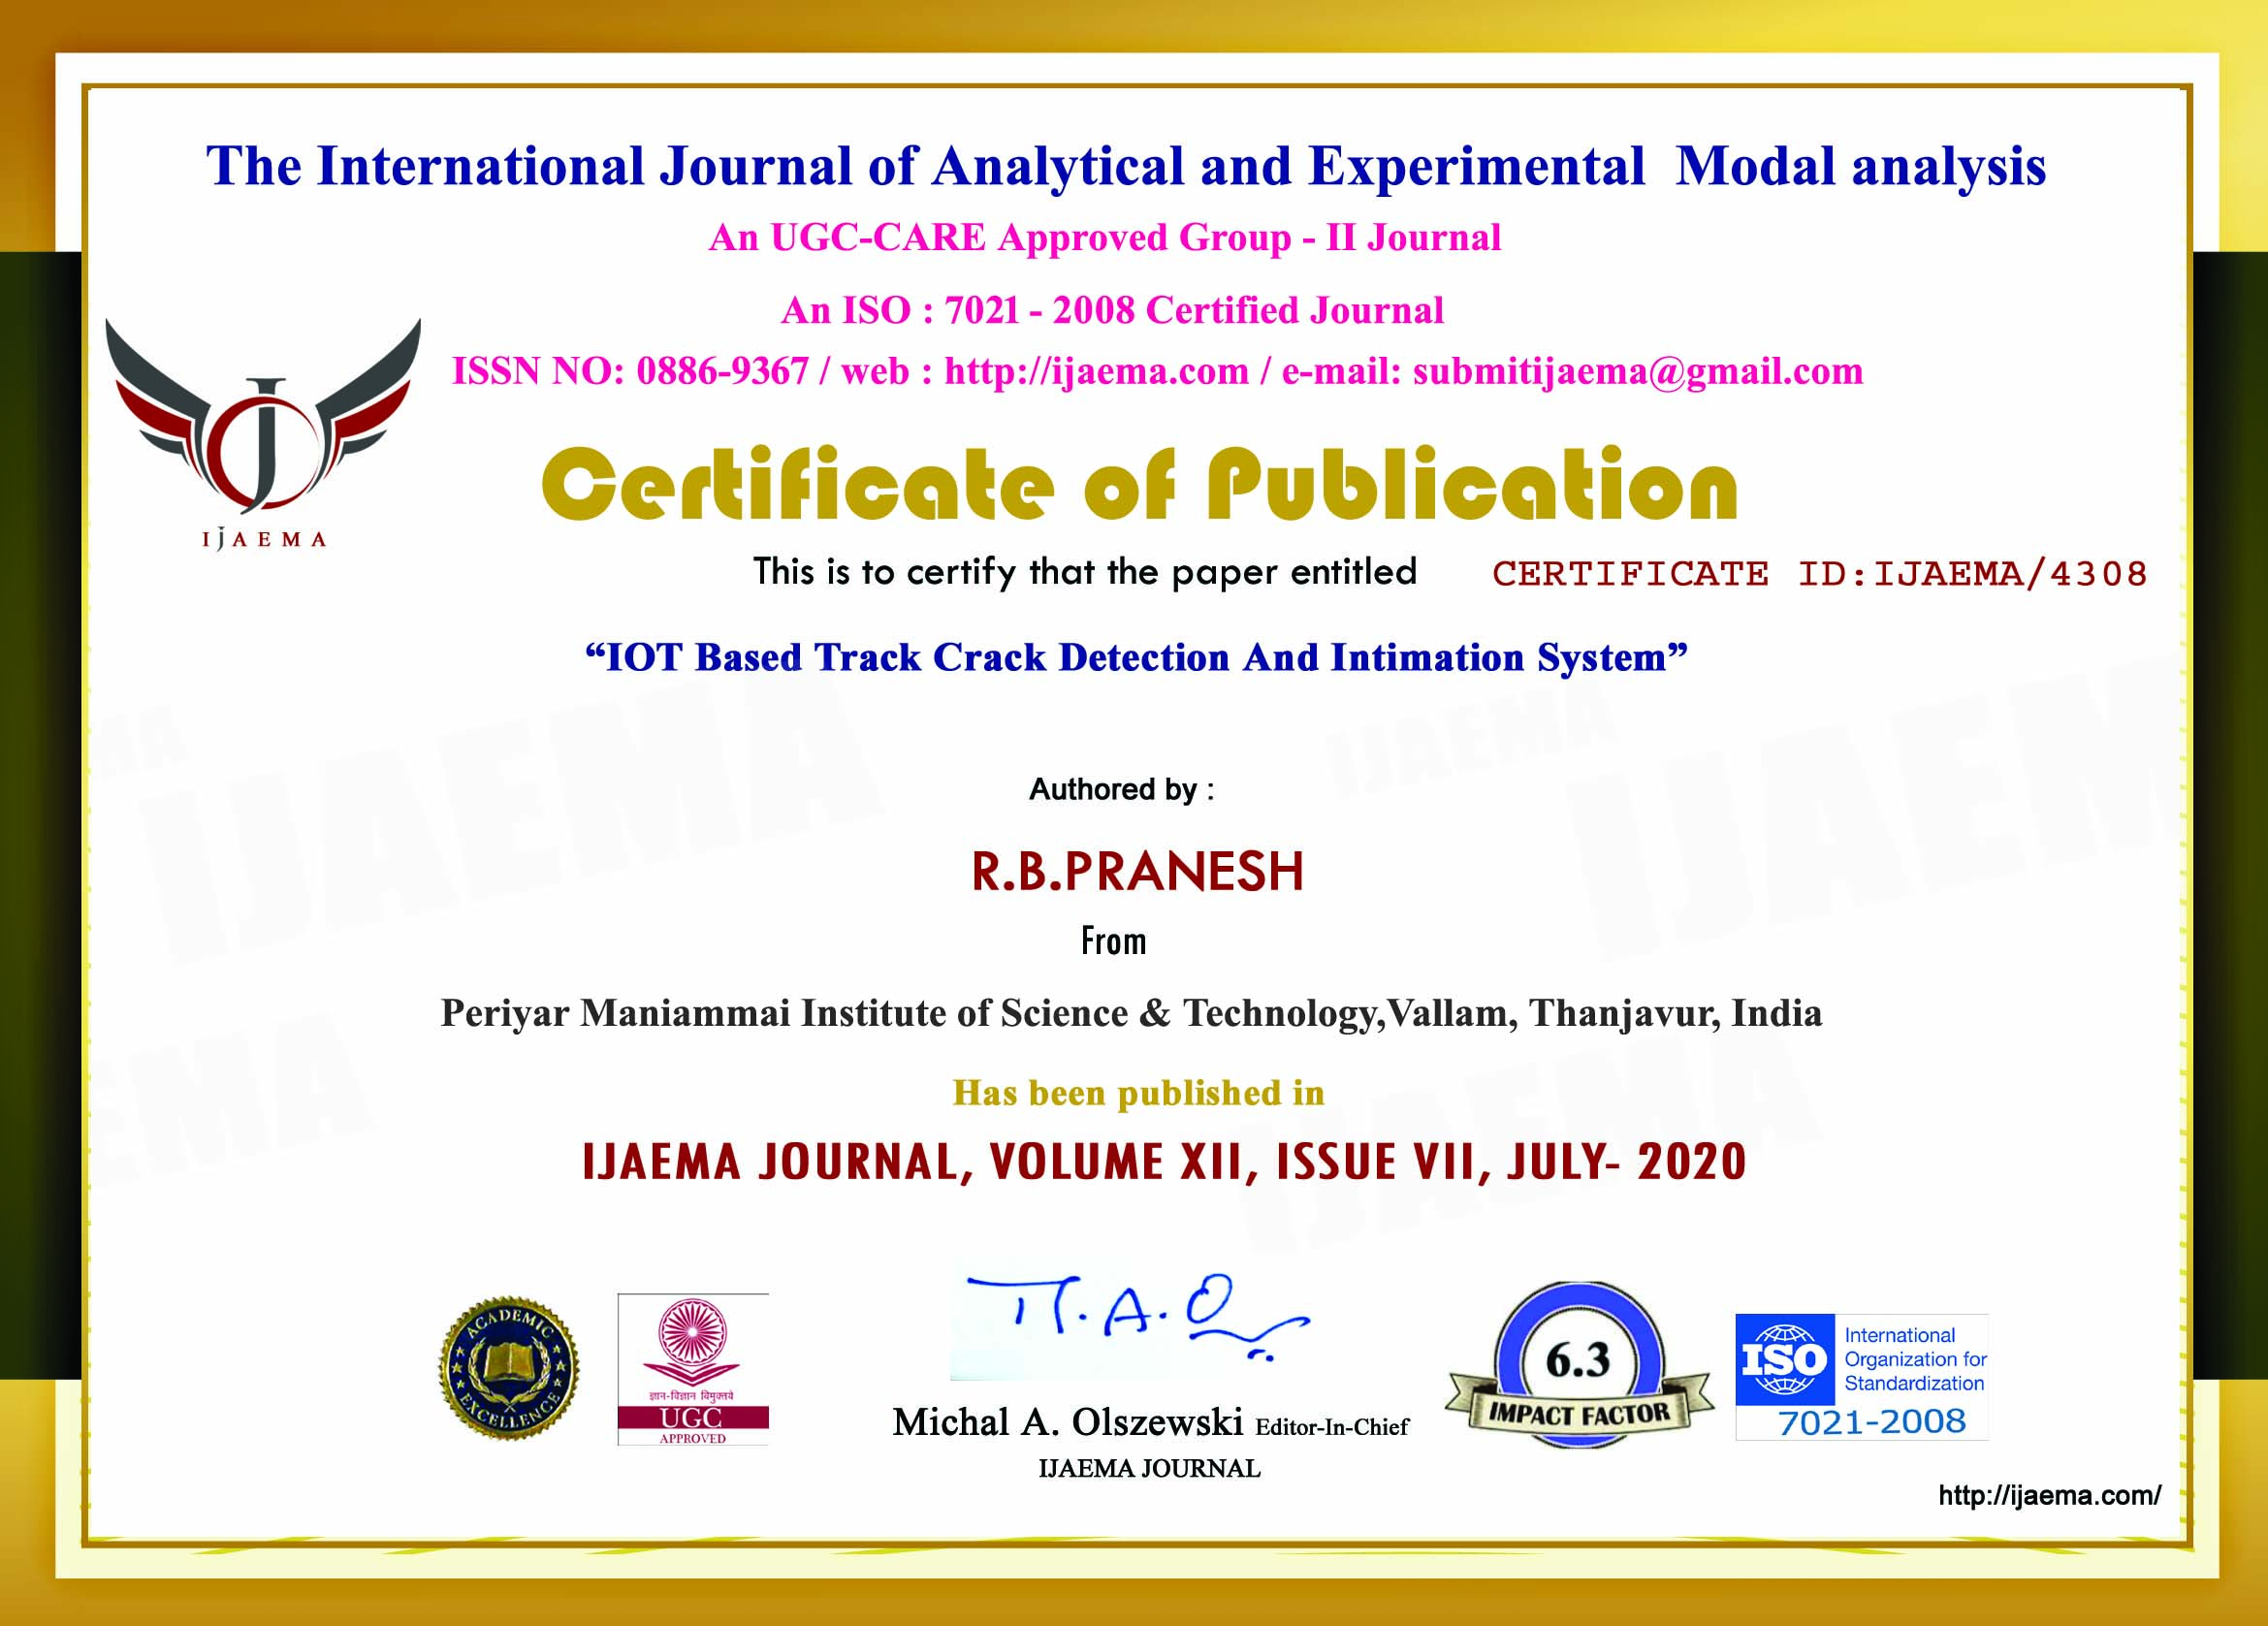 The International Journal of Analytical and Experimental Modal analysis
An UGC-CARE Approved Group - II Journal
An ISO : 7021 - 2008 Certified Journal
ISSN NO: 0886-9367 / web : http://ijaema.com / e-mail: submitijaema@gmail.com
IJAEMA
Certificate of Publication
This is to certify that the paper entitled
CERTIFICATE ID:IJAEMA/4308
“IOT Based Track Crack Detection And Intimation System”
Authored by :
R.B.PRANESH
From
Periyar Maniammai Institute of Science & Technology,Vallam, Thanjavur, India
Has been published in
IJAEMA JOURNAL, VOLUME XII, ISSUE VII, JULY- 2020
ACADEMIC
EXCELLENCE
ज्ञान-विज्ञान विमुक्तये
UGC
APPROVED
M.A.O
Michal A. Olszewski Editor-In-Chief
IJAEMA JOURNAL
6.3
IMPACT FACTOR
ISO
International
Organization for
Standardization
7021-2008
http://ijaema.com/
IJAEMA
IJAEMA
IJAEMA
IJAEMA